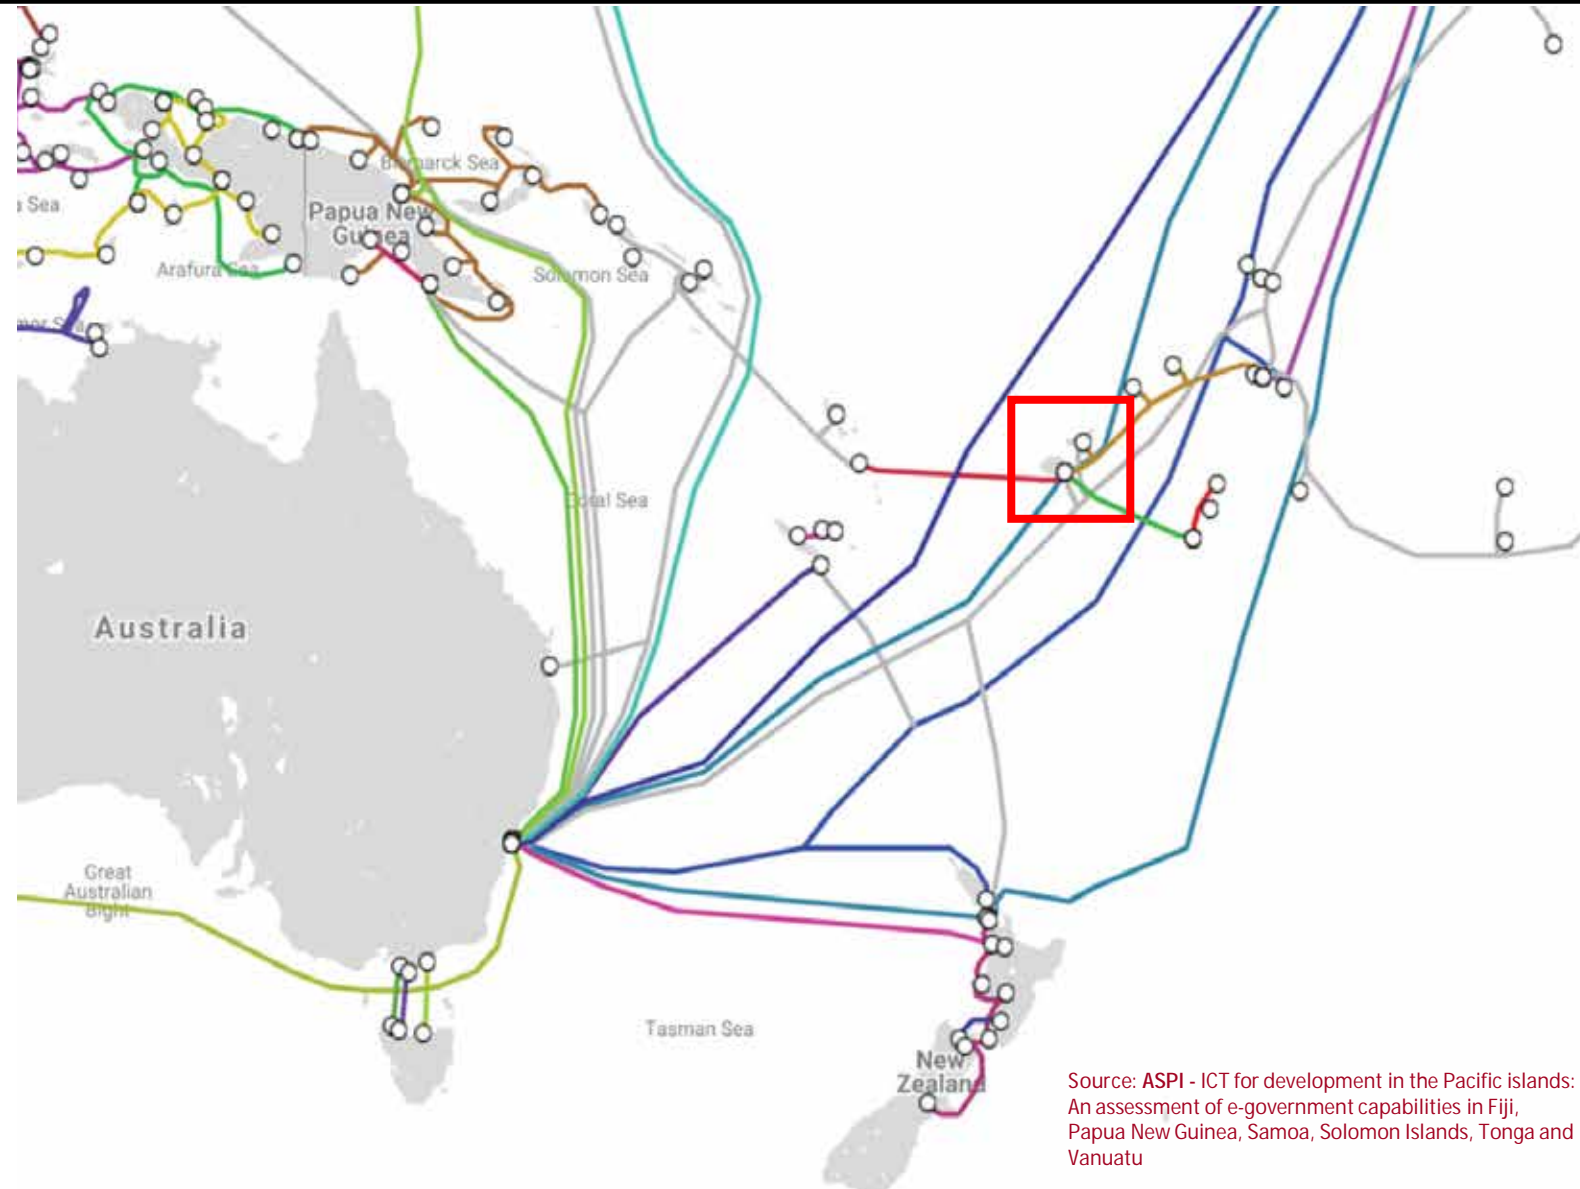 Bismarck Sea
a Sea
Papua New
Guinea
Arafura Sea
Solomon Sea
Coral Sea
Australia
Great
Australian
Bight
Tasman Sea
New
Zealand
Source: ASPI - ICT for development in the Pacific islands:
An assessment of e-government capabilities in Fiji,
Papua New Guinea, Samoa, Solomon Islands, Tonga and
Vanuatu